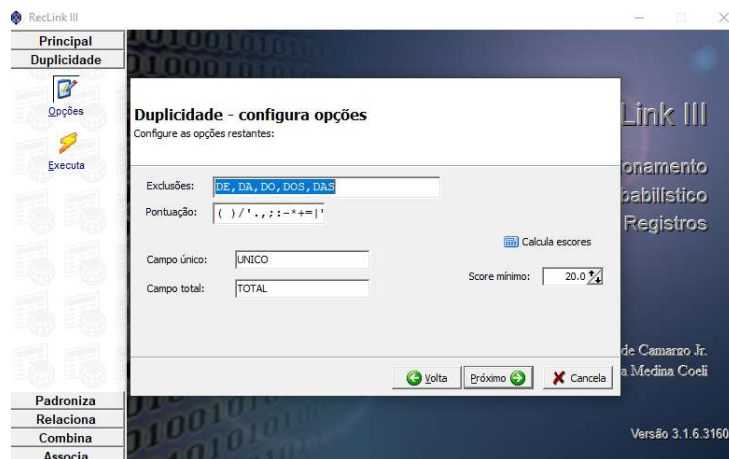 RecLink III
Principal
Duplicidade
Opções
Executa
Duplicidade - configura opções
Configure as opções restantes:
Exclusões: DE,DA,DO,DOS,DAS
Pontuação: ( )/'.,;:-*+=|'
Calcula escores
Campo único: UNICO
Score mínimo: 20.0
Campo total: TOTAL
Volta Próximo Cancela
Link III
onamento
babilístico
Registros
de Camargo Jr.
a Medina Coeli
Versão 3.1.6.3160
Padroniza
Relaciona
Combina
Associa